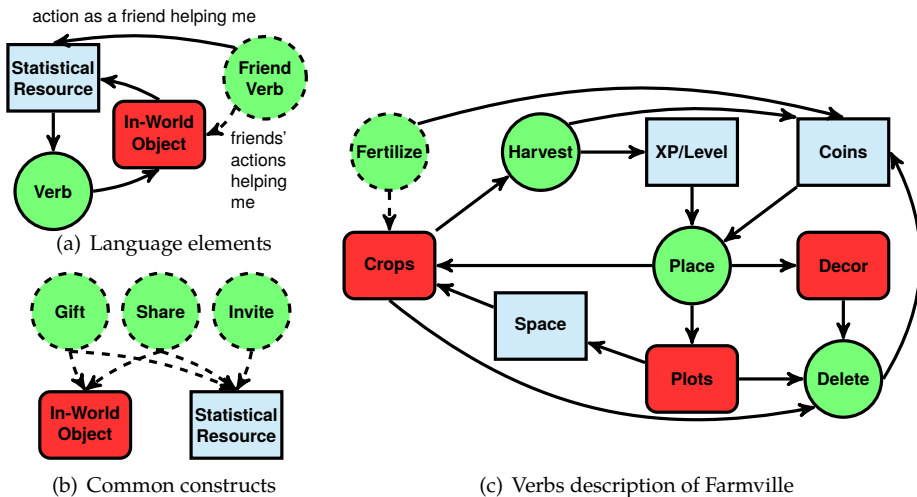 action as a friend helping me
Statistical
Resource
Friend
Verb
In-World
Object
friends'
actions
helping
me
Verb
(a) Language elements
Gift
Share
Invite
In-World
Object
Statistical
Resource
(b) Common constructs
Fertilize
Harvest
XP/Level
Coins
Crops
Place
Decor
Space
Plots
Delete
(c) Verbs description of Farmville